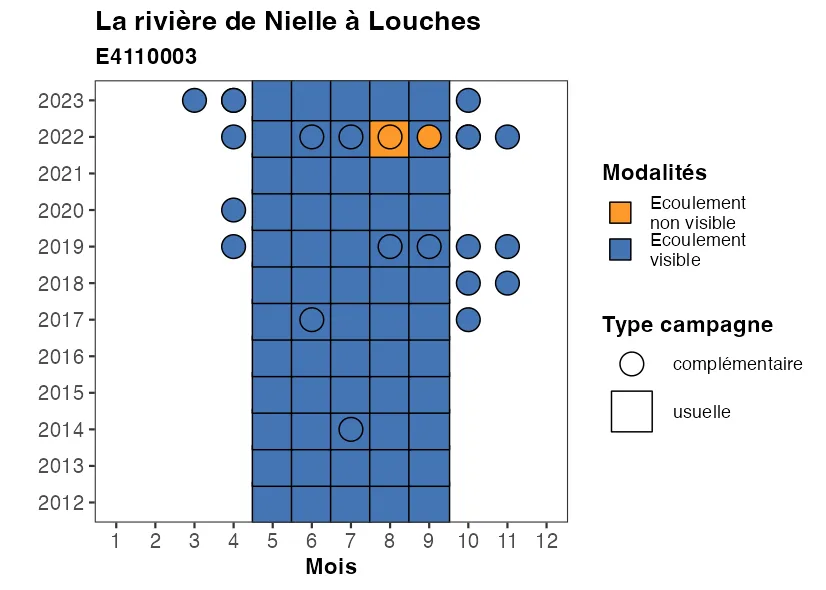 La rivière de Nielle à Louches
E4110003
2023
2022
2021
2020
2019
2018
2017
2016
2015
2014
2013
2012
1 2 3 4 5 6 7 8 9 10 11 12
Mois
Modalités
Ecoulement
non visible
Ecoulement
visible
Type campagne
complémentaire
usuelle